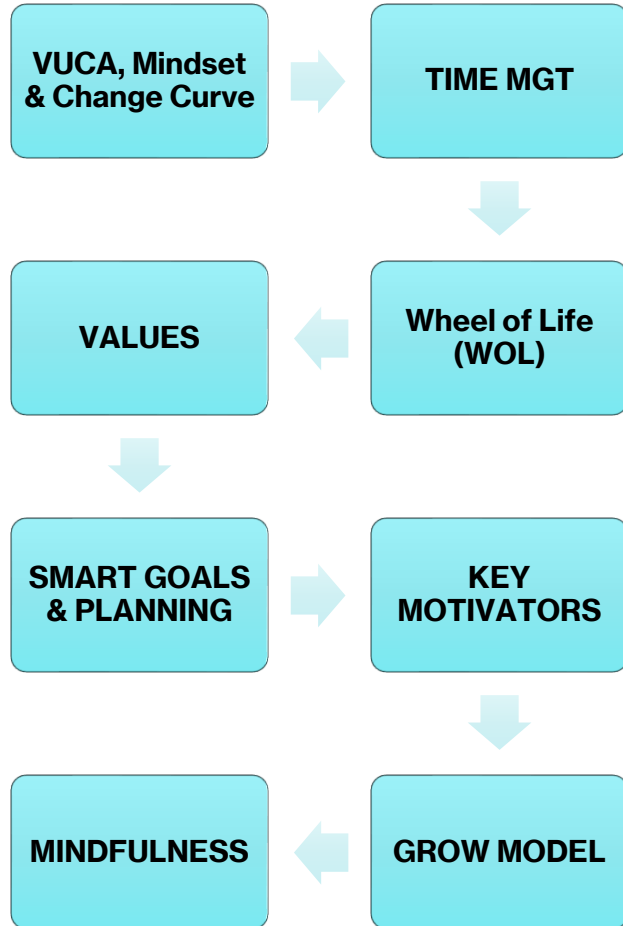 VUCA, Mindset
& Change Curve
TIME MGT
Wheel of Life
(WOL)
VALUES
SMART GOALS
& PLANNING
KEY
MOTIVATORS
GROW MODEL
MINDFULNESS